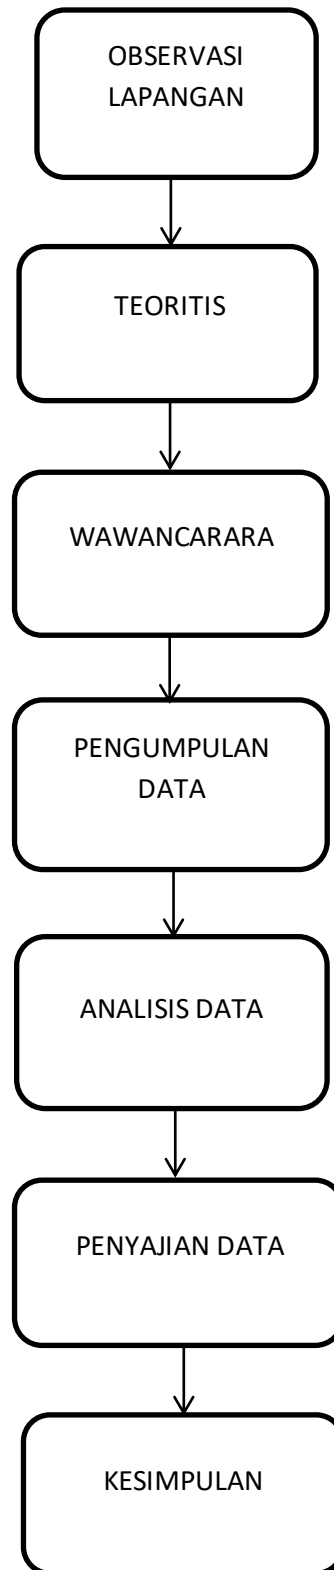 OBSERVASI
LAPANGAN
TEORITIS
WAWANCARARA
PENGUMPULAN
DATA
ANALISIS DATA
PENYAJIAN DATA
KESIMPULAN